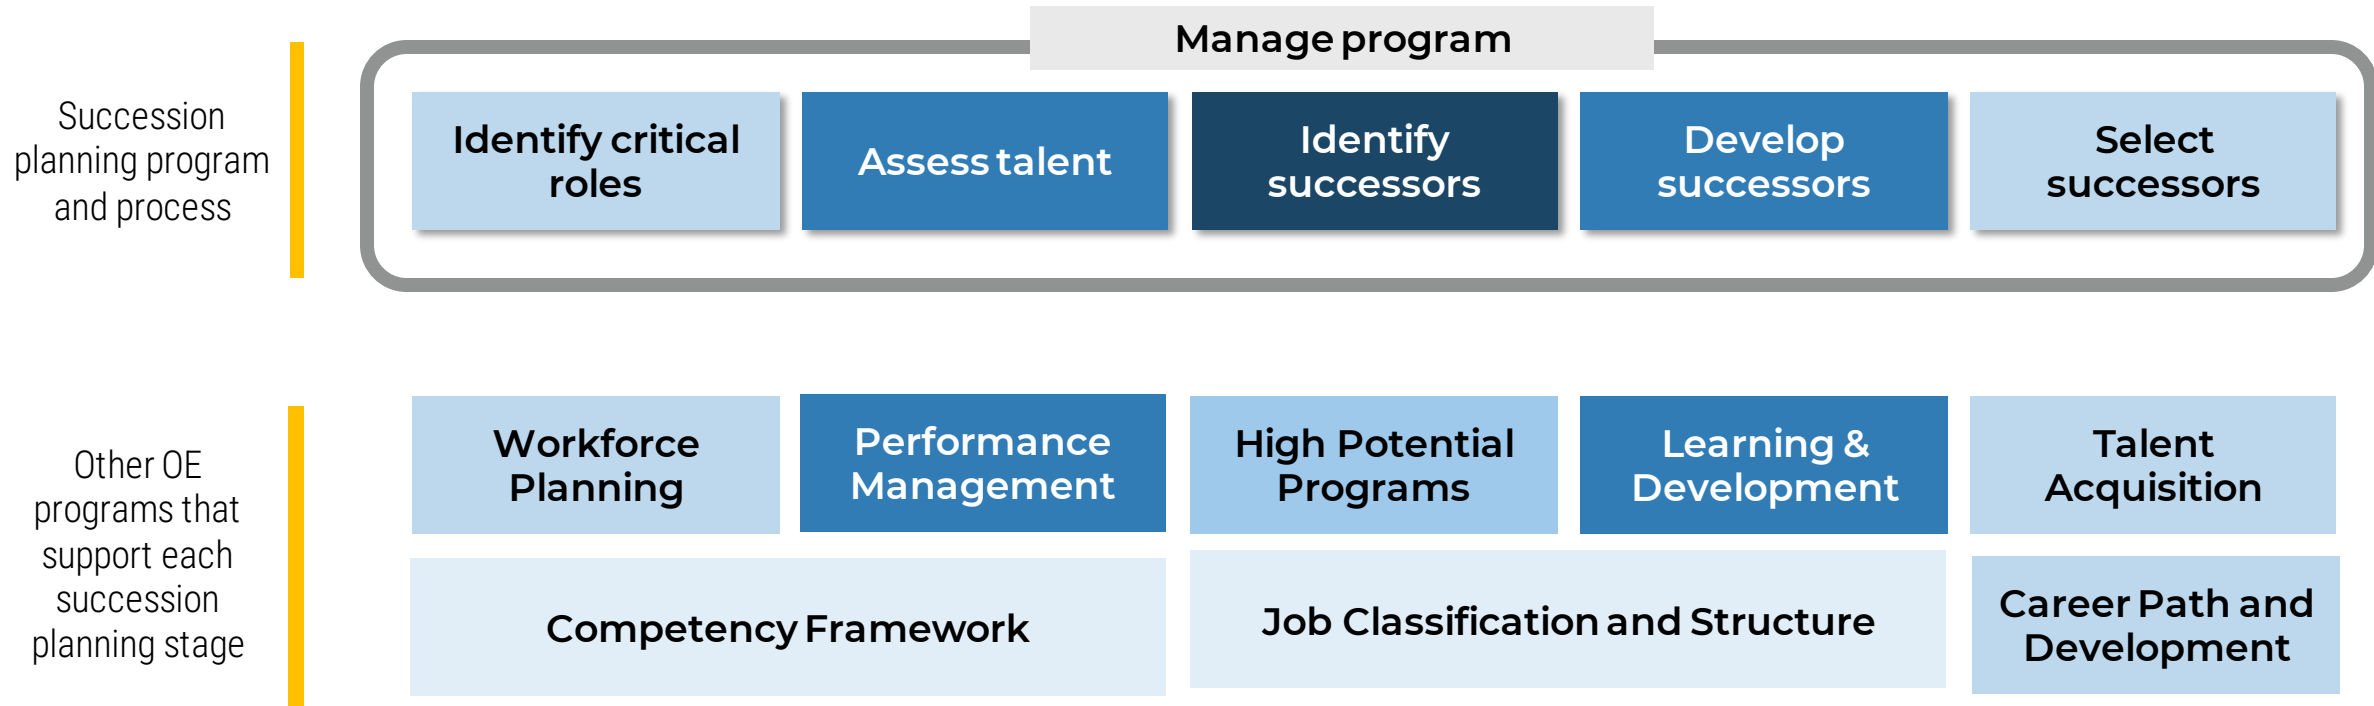 Manage program
Succession
planning program
and process
Identify critical
roles
Assess talent
Identify
successors
Develop
successors
Select
successors
Other OE
programs that
support each
succession
planning stage
Workforce
Planning
Performance
Management
High Potential
Programs
Learning &
Development
Talent
Acquisition
Competency Framework
Job Classification and Structure
Career Path and
Development